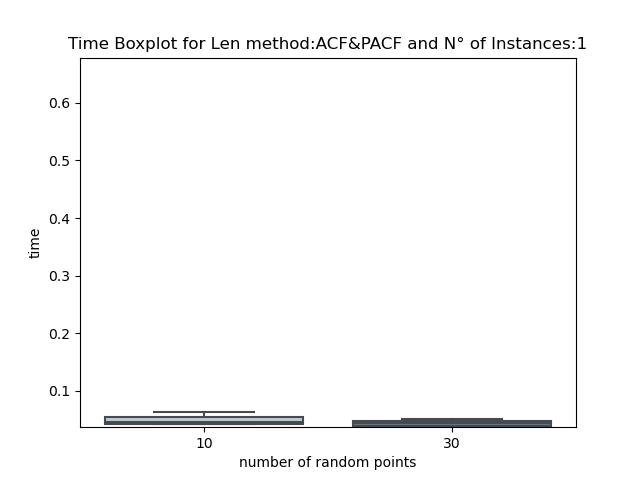 Time Boxplot for Len method:ACF&PACF and N° of Instances:1
0.6
0.5
0.4
0.3
0.2
0.1
time
10 30
number of random points